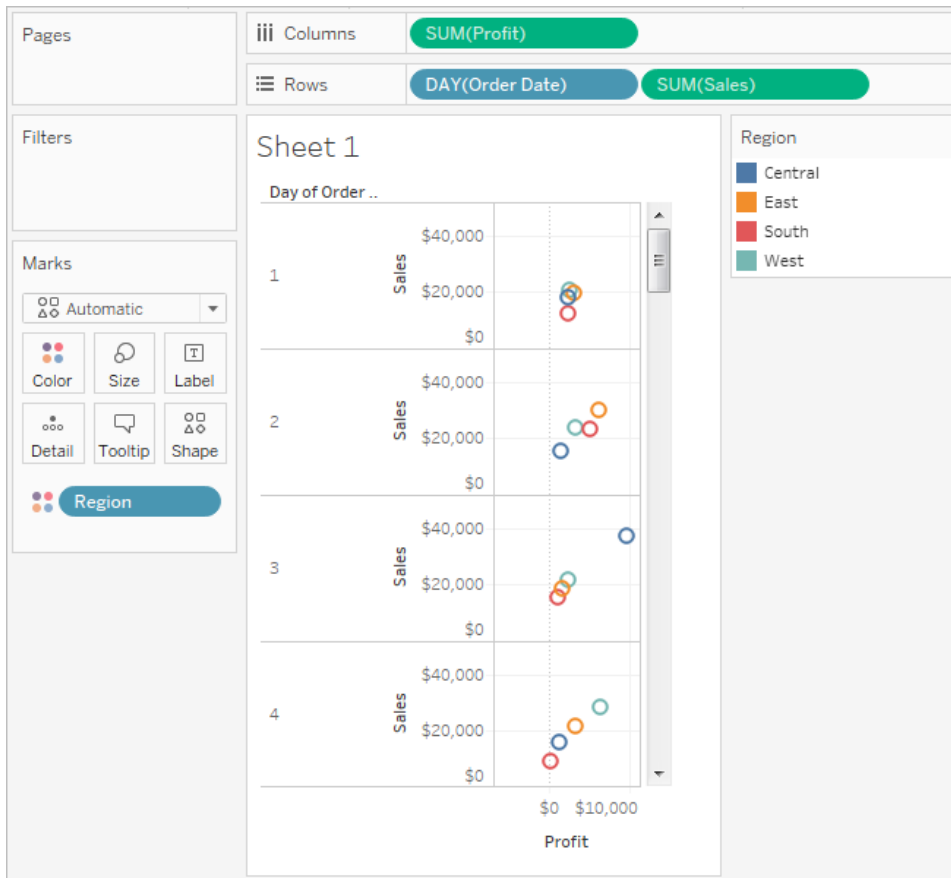 Pages
Columns
SUM(Profit)
Rows
DAY(Order Date)
SUM(Sales)
Filters
Marks
Automatic
Color
Size
T
Label
Detail
Tooltip
Shape
Region
Sheet 1
Day of Order ..
1
Sales
$40,000
$20,000
$0
2
Sales
$40,000
$20,000
$0
3
Sales
$40,000
$20,000
$0
4
Sales
$40,000
$20,000
$0
$0
$10,000
Profit
Region
Central
East
South
West